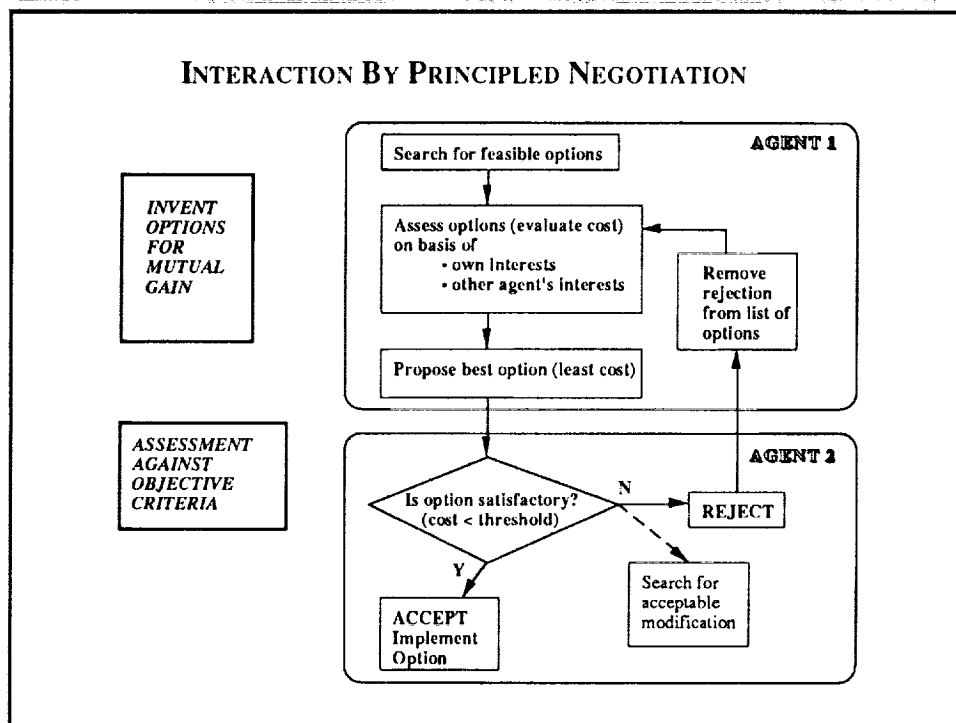 INTERACTION BY PRINCIPLED NEGOTIATION
AGENT 1
Search for feasible options
INVENT
OPTIONS
FOR
MUTUAL
GAIN
Assess options (evaluate cost)
on basis of
• own interests
• other agent's interests
Remove
rejection
from list of
options
Propose best option (least cost)
ASSESSMENT
AGAINST
OBJECTIVE
CRITERIA
AGENT 2
Is option satisfactory?
(cost < threshold)
N
REJECT
Y
Search for
acceptable
modification
ACCEPT
Implement
Option